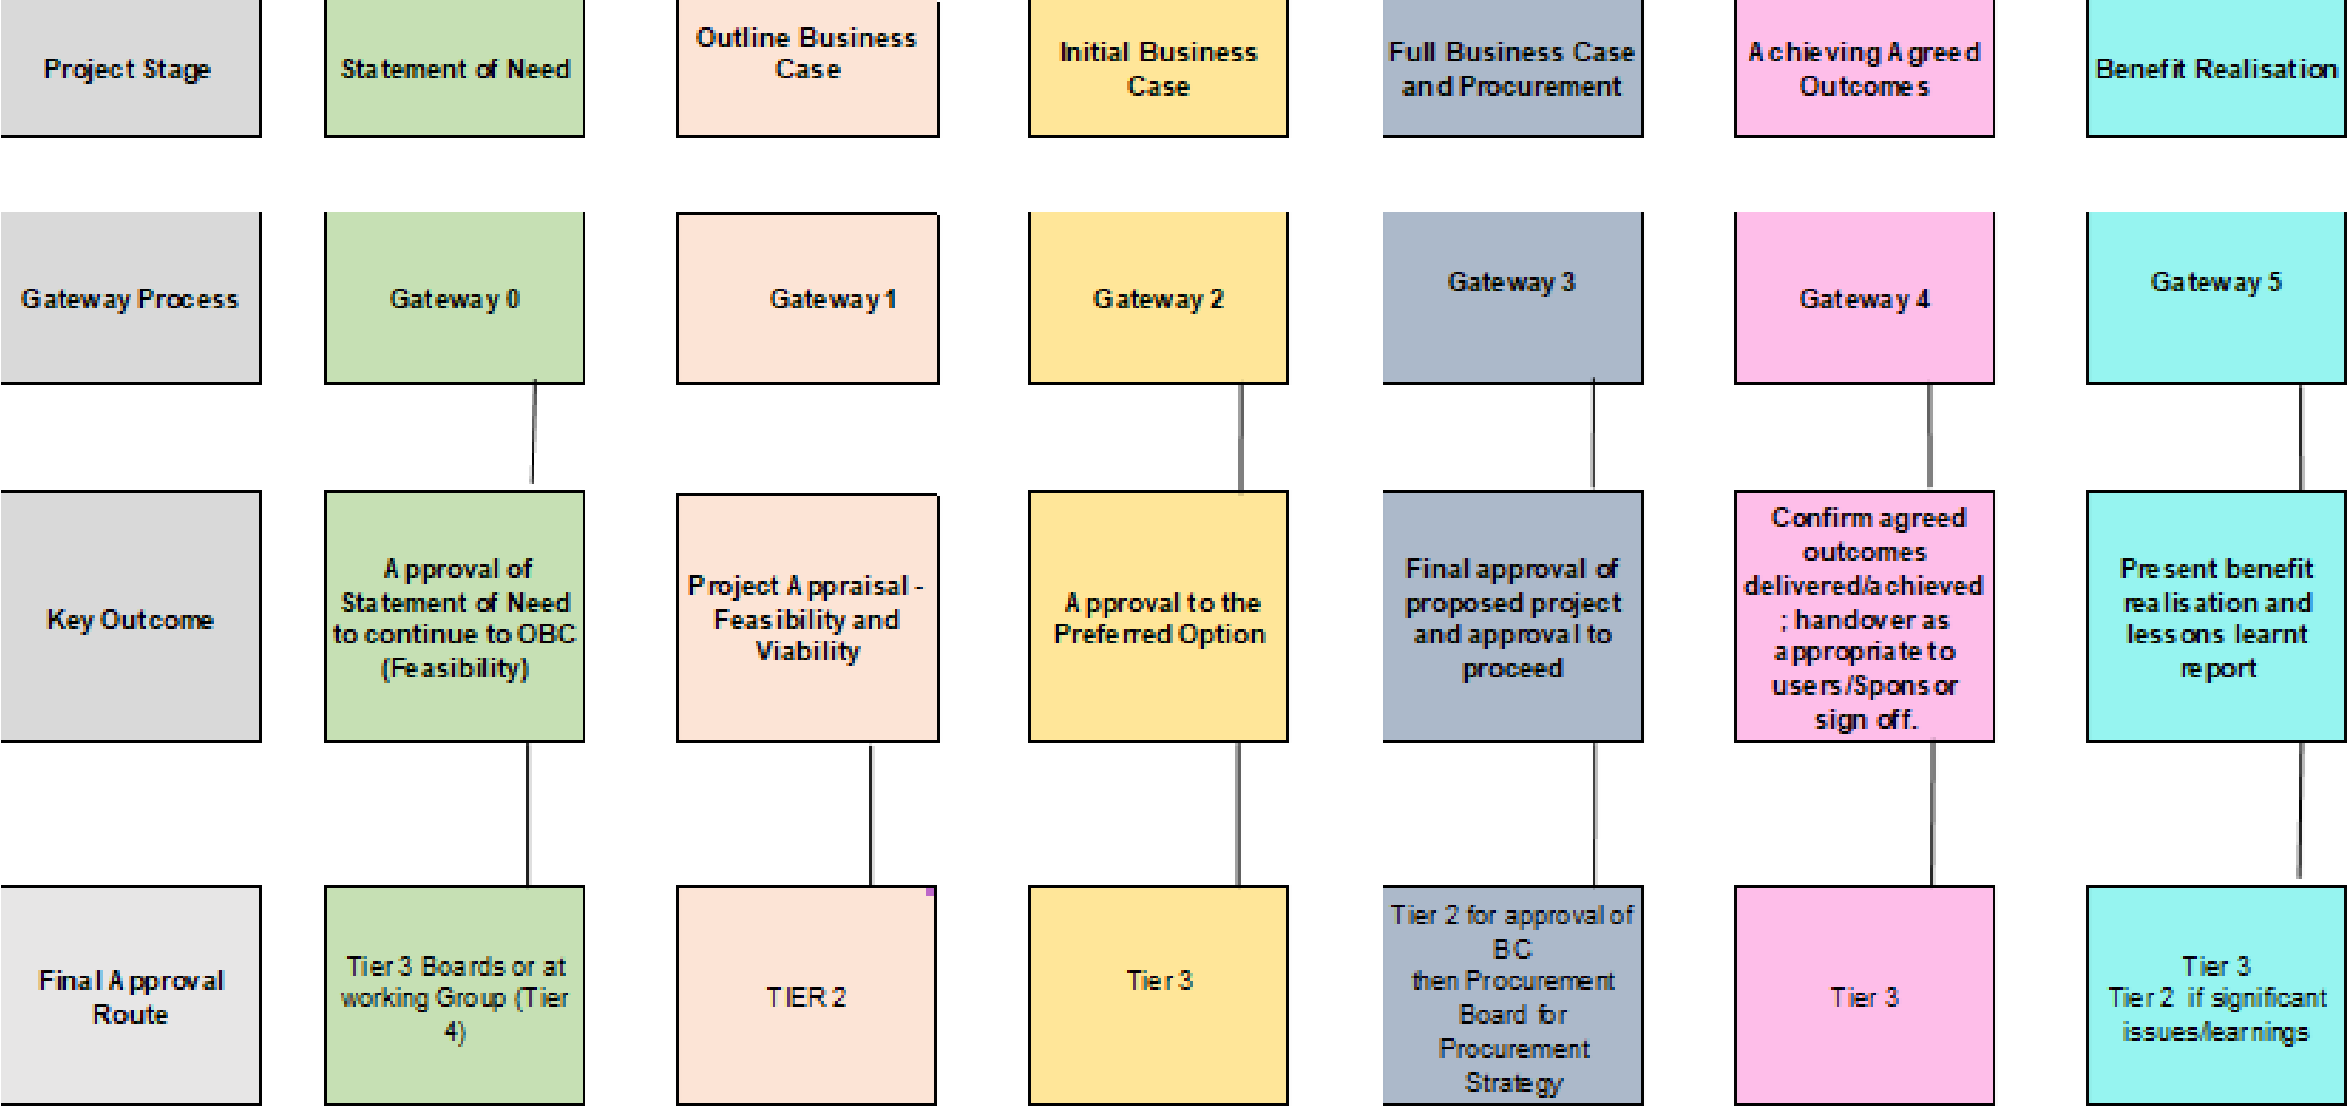 Project Stage
Statement of Need
Outline Business
Case
Initial Business
Case
Full Business Case
and Procurement
Achieving Agreed
Outcomes
Benefit Realisation
Gateway Process
Gateway 0
Gateway 1
Gateway 2
Gateway 3
Gateway 4
Gateway 5
Key Outcome
Approval of
Statement of Need
to continue to OBC
(Feasibility)
Project Appraisal -
Feasibility and
Viability
Approval to the
Preferred Option
Final approval of
proposed project
and approval to
proceed
Confirm agreed
outcomes
delivered/achieved
; handover as
appropriate to
users/Sponsor
sign off.
Present benefit
realisation and
lessons learnt
report
Final Approval
Route
Tier 3 Boards or at
working Group (Tier
4)
TIER 2
Tier 3
Tier 2 for approval of
BC
then Procurement
Board for
Procurement
Strategy
Tier 3
Tier 3
Tier 2 if significant
issues/learnings